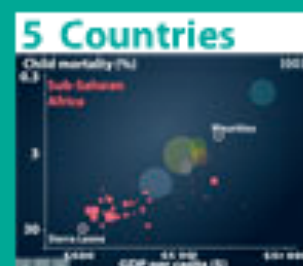 5 Countries
Child mortality (%)
0.3
Sub-Saharan
Africa
Mauritius
3
30
Sierra Leone
GDP per capita ($)